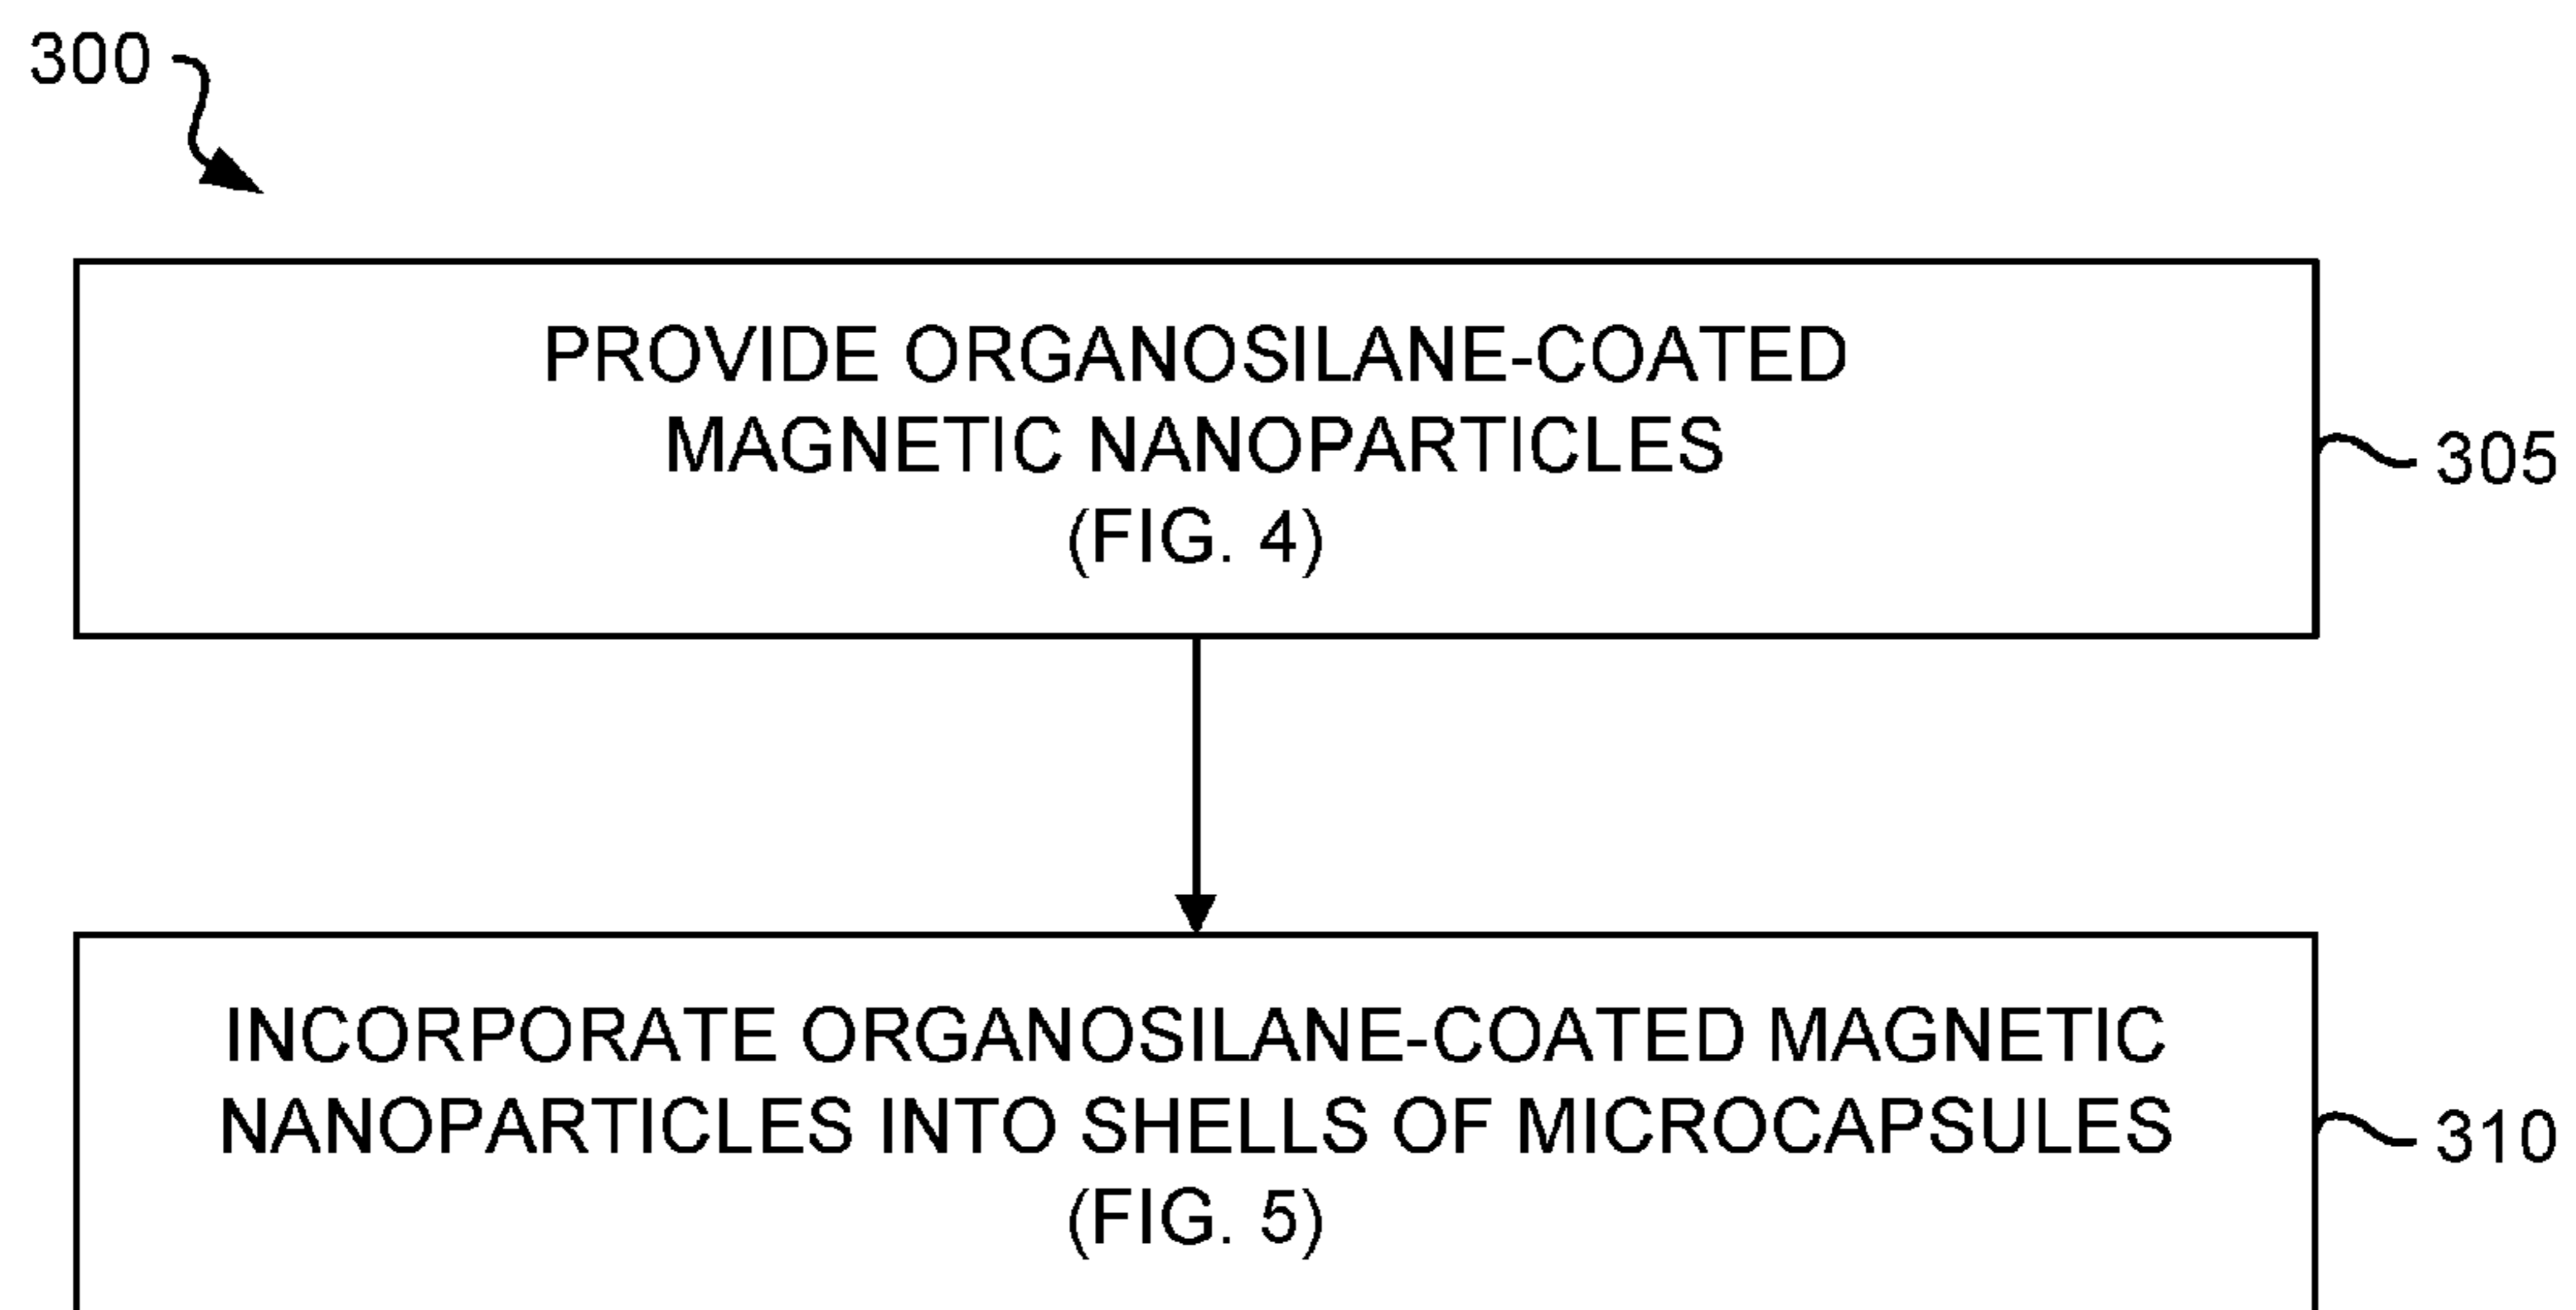 300
PROVIDE ORGANOSILANE-COATED
MAGNETIC NANOPARTICLES
(FIG. 4)
305
INCORPORATE ORGANOSILANE-COATED MAGNETIC
NANOPARTICLES INTO SHELLS OF MICROCAPSULES
(FIG. 5)
310